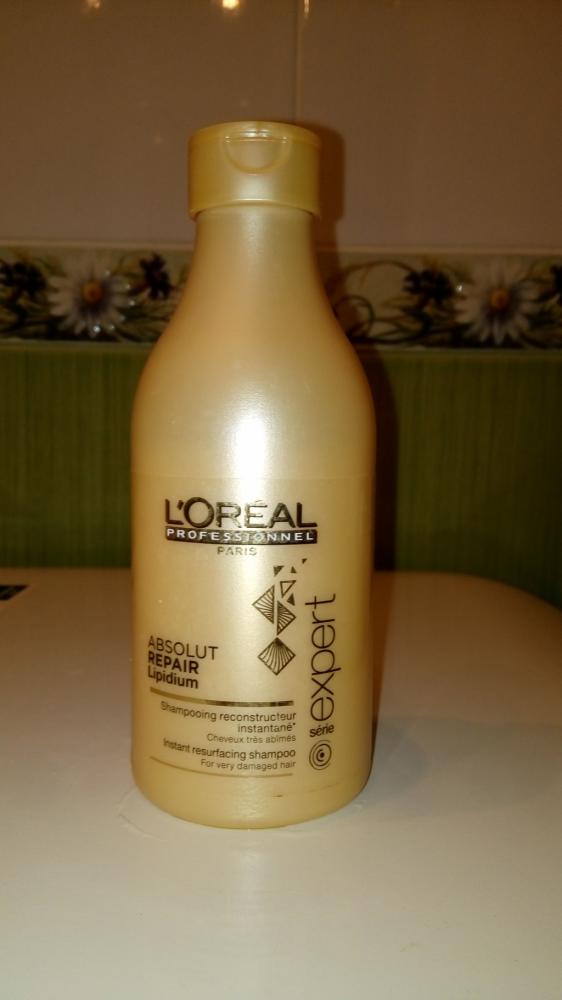 L'ORÉAL
PROFESSIONNEL
PARIS
ABSOLUT
REPAIR
Lipidium
Shampooing reconstructeur
instantané*
Cheveux très abîmés
Instant resurfacing shampoo
For very damaged hair
série expert